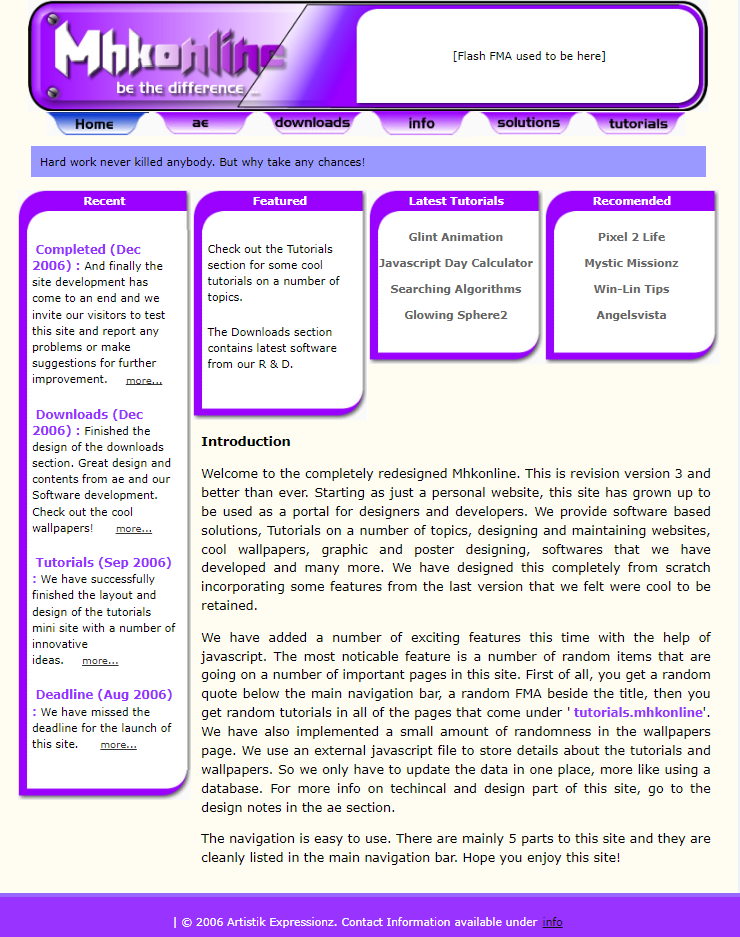 Mhkonline
be the difference ...
[Flash FMA used to be here]
Home
ae
downloads
info
solutions
tutorials
Hard work never killed anybody. But why take any chances!
Recent
Completed (Dec
2006) : And finally the
site development has
come to an end and we
invite our visitors to test
this site and report any
problems or make
suggestions for further
improvement. more...
Downloads (Dec
2006) : Finished the
design of the downloads
section. Great design and
contents from ae and our
Software development.
Check out the cool
wallpapers! more...
Tutorials (Sep 2006)
: We have successfully
finished the layout and
design of the tutorials
mini site with a number of
innovative
ideas. more...
Deadline (Aug 2006)
: We have missed the
deadline for the launch of
this site. more...
Featured
Check out the Tutorials
section for some cool
tutorials on a number of
topics.
The Downloads section
contains latest software
from our R & D.
Latest Tutorials
Glint Animation
Javascript Day Calculator
Searching Algorithms
Glowing Sphere2
Recomended
Pixel 2 Life
Mystic Missionz
Win-Lin Tips
Angelsvista
Introduction
Welcome to the completely redesigned Mhkonline. This is revision version 3 and
better than ever. Starting as just a personal website, this site has grown up to
be used as a portal for designers and developers. We provide software based
solutions, Tutorials on a number of topics, designing and maintaining websites,
cool wallpapers, graphic and poster designing, softwares that we have
developed and many more. We have designed this completely from scratch
incorporating some features from the last version that we felt were cool to be
retained.
We have added a number of exciting features this time with the help of
javascript. The most noticable feature is a number of random items that are
going on a number of important pages in this site. First of all, you get a random
quote below the main navigation bar, a random FMA beside the title, then you
get random tutorials in all of the pages that come under ' tutorials.mhkonline'.
We have also implemented a small amount of randomness in the wallpapers
page. We use an external javascript file to store details about the tutorials and
wallpapers. So we only have to update the data in one place, more like using a
database. For more info on techincal and design part of this site, go to the
design notes in the ae section.
The navigation is easy to use. There are mainly 5 parts to this site and they are
cleanly listed in the main navigation bar. Hope you enjoy this site!
| © 2006 Artistik Expressionz. Contact Information available under info